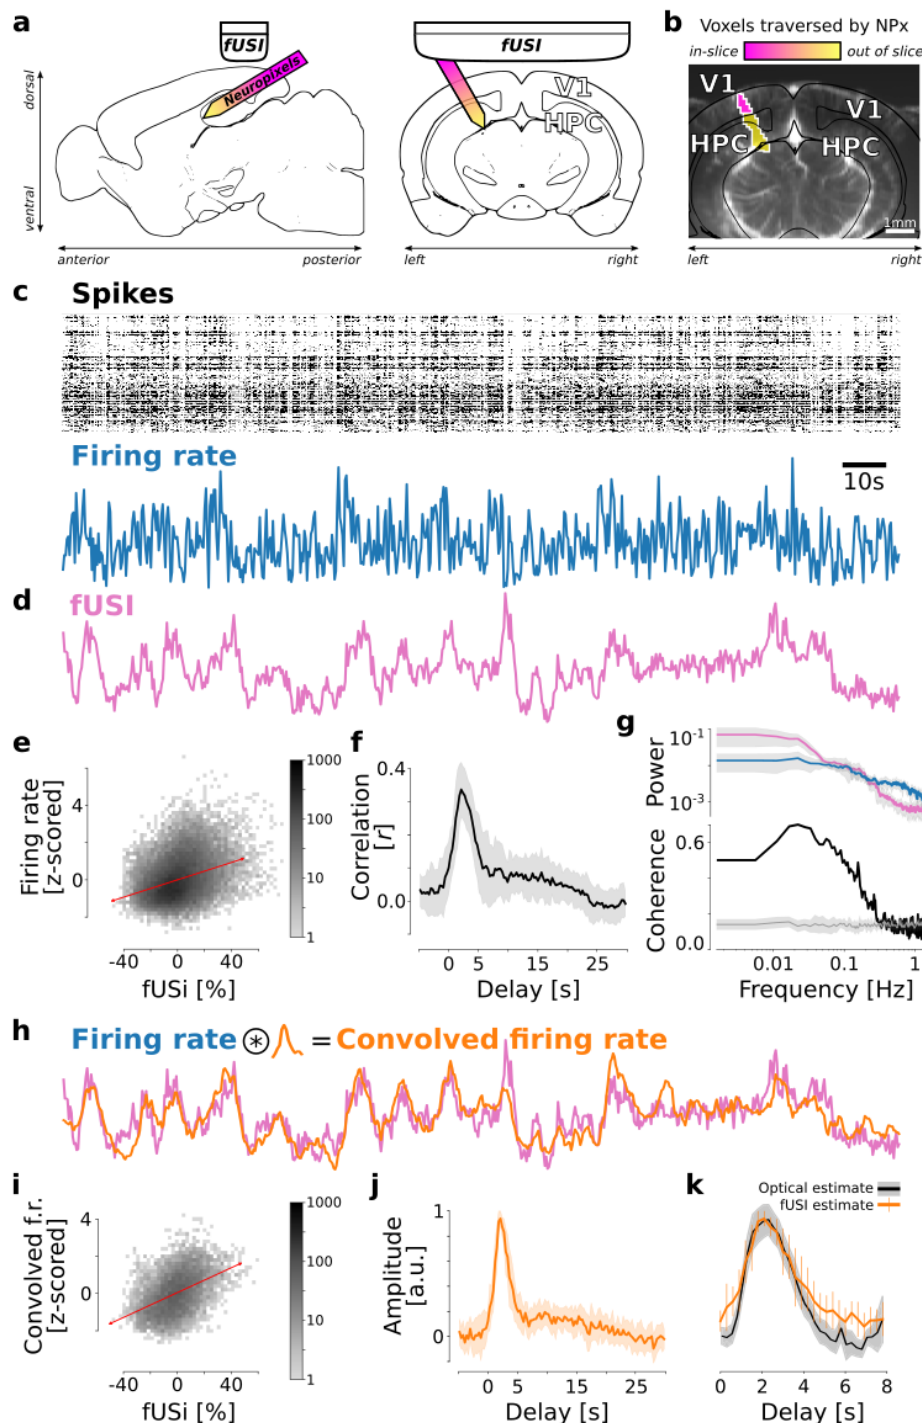 a
fUSI
Neuropixels
dorsal
ventral
anterior
posterior
fUSI
V1
HPC
left
right
b
Voxels traversed by NPx
in-slice
out of slice
V1
V1
HPC
HPC
1mm
left
right
c
Spikes
Firing rate
10s
d
fUSI
e
Firing rate
[z-scored]
4
0
-40
0
40
fUSi [%]
1000
100
10
1
f
Correlation
[r]
0.4
0.0
0
5
15
25
Delay [s]
g
Power
10-1
10-3
Coherence
0.6
0.0
0.01
0.1
1
Frequency [Hz]
h
Firing rate * = Convolved firing rate
i
Convolved f.r.
[z-scored]
4
0
-40
0
40
fUSi [%]
1000
100
10
1
j
Amplitude
[a.u.]
1
0
0
5
15
25
Delay [s]
k
Optical estimate
fUSI estimate
0
2
4
6
8
Delay [s]